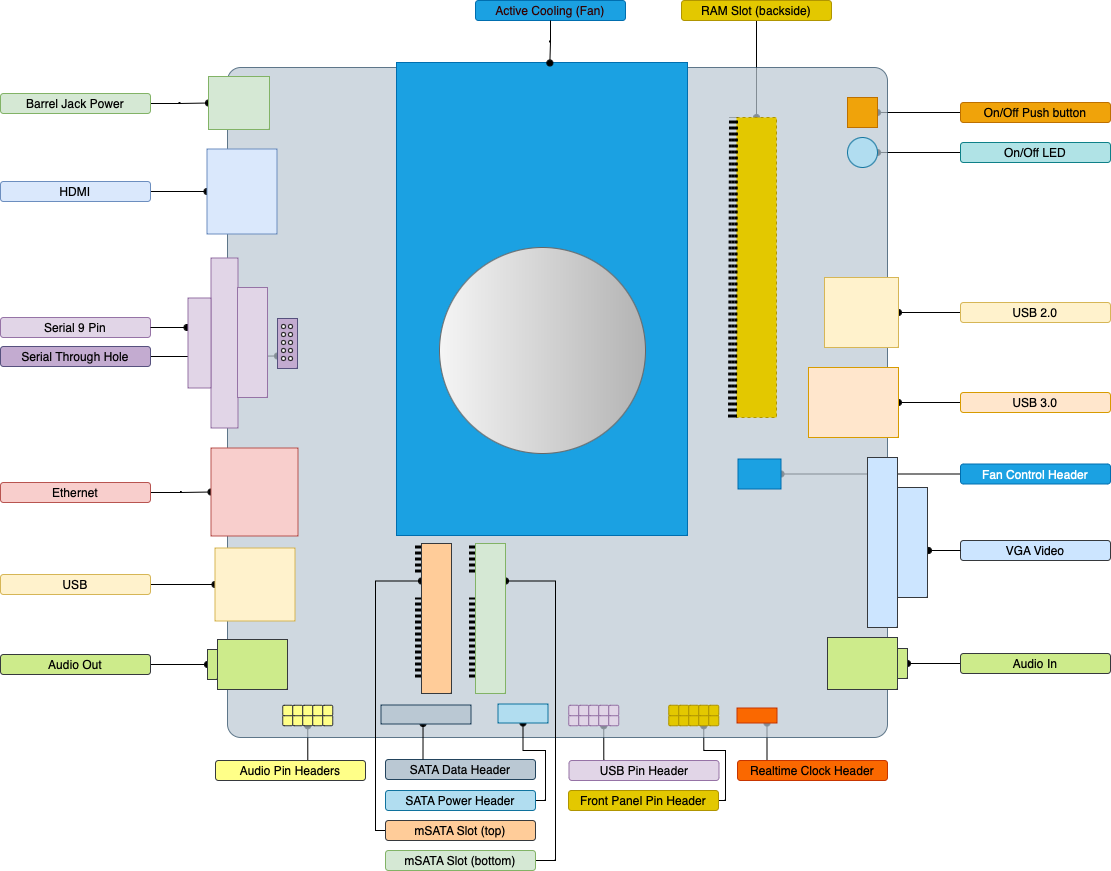 Active Cooling (Fan)
RAM Slot (backside)
Barrel Jack Power
On/Off Push button
On/Off LED
HDMI
USB 2.0
Serial 9 Pin
Serial Through Hole
USB 3.0
Fan Control Header
Ethernet
VGA Video
USB
Audio Out
Audio In
Audio Pin Headers
SATA Data Header
USB Pin Header
Realtime Clock Header
SATA Power Header
Front Panel Pin Header
mSATA Slot (top)
mSATA Slot (bottom)